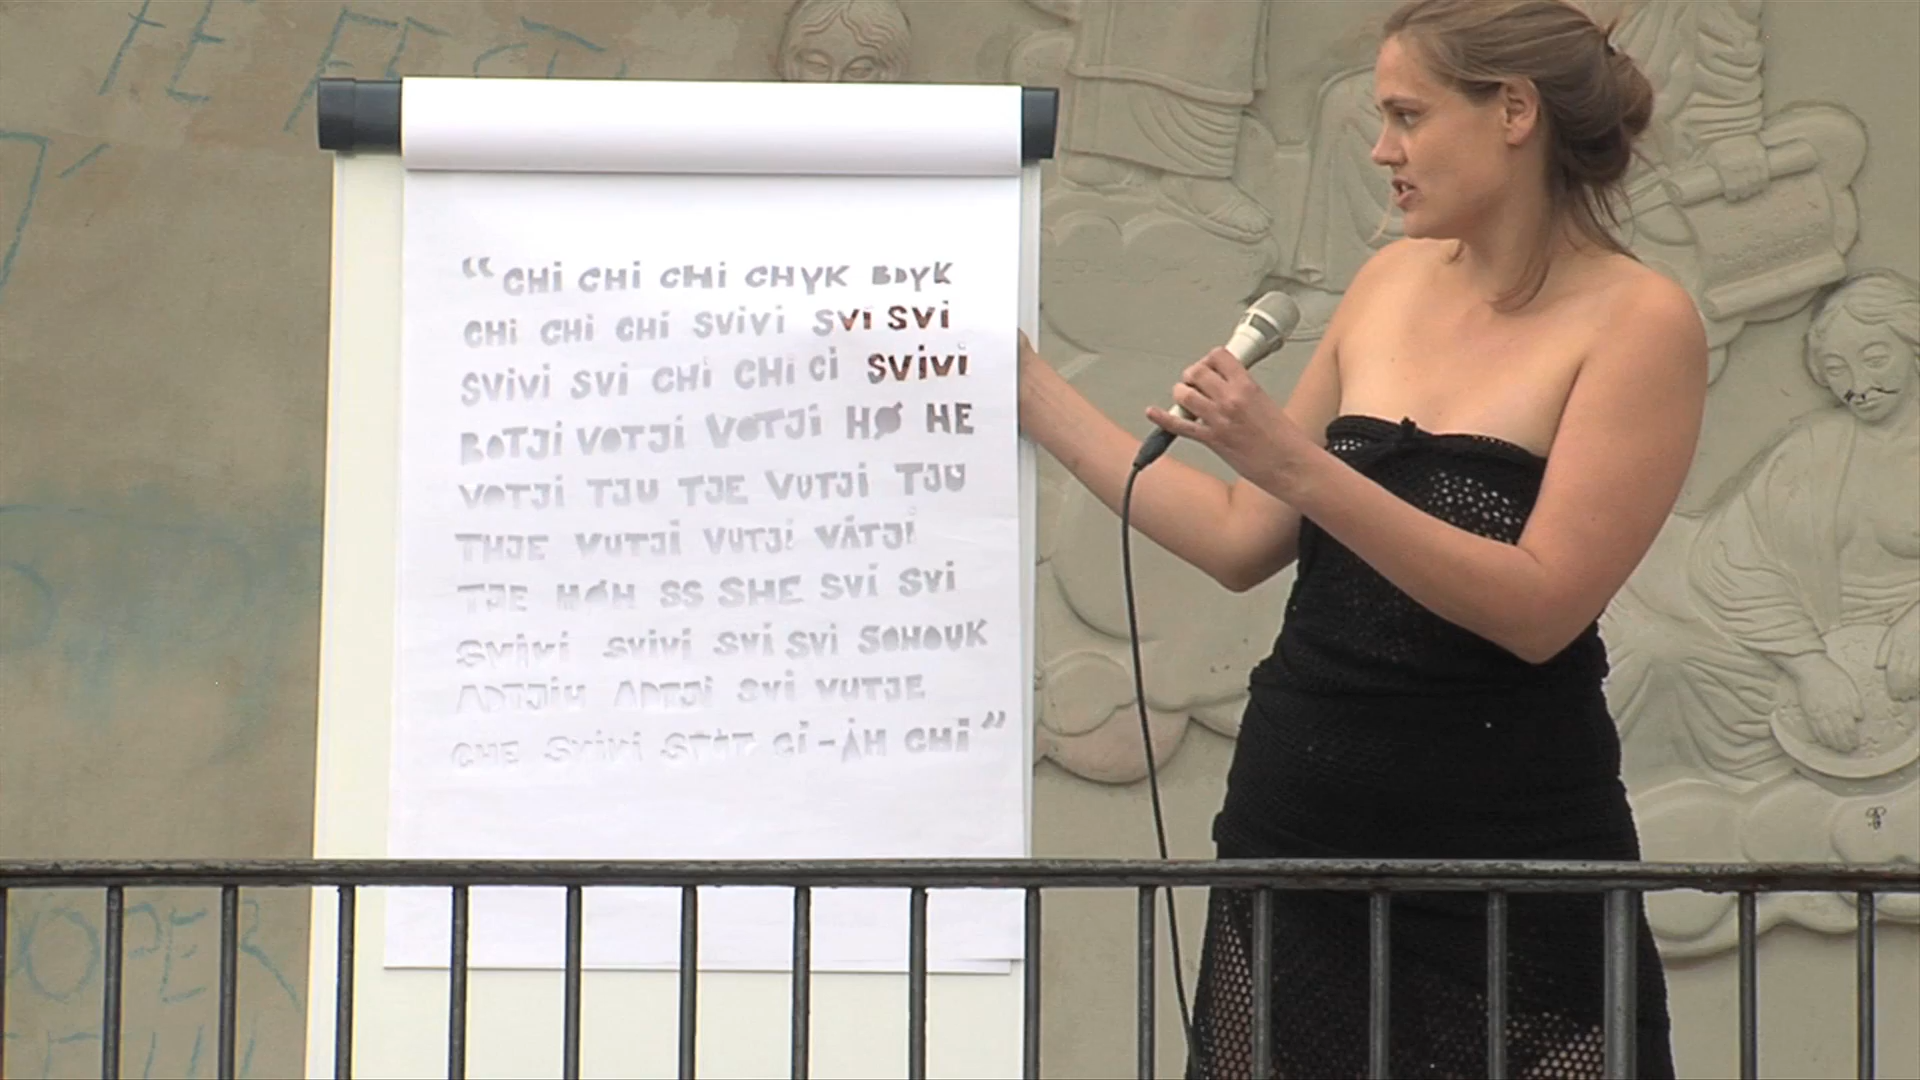 “ CHi CHi CHi CHYK BDYK
CHi CHi CHi SViVi SVi SVi
SViVi SVi CHi CHi Ci SViVi
BOTJi VOTJi VOTJi HØ HE
VOTJi TJU TJE VUTJi TJU
THJE VUTJi VUTJi VÅTJi
TJE HØH SS SHE SVi SVi
SViVi SViVi SVi SVi SOHOUK
ADTJiH ADTJi SVi VUTJE
CHE SViVi Ci-ÅH CHi ”